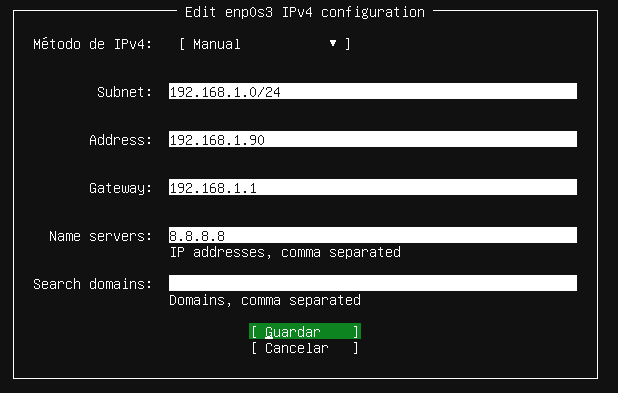 Edit enp0s3 IPv4 configuration
Método de IPv4: [ Manual ▼ ]
Subnet: 192.168.1.0/24
Address: 192.168.1.90
Gateway: 192.168.1.1
Name servers: 8.8.8.8
IP addresses, comma separated
Search domains:
Domains, comma separated
[ Guardar ]
[ Cancelar ]